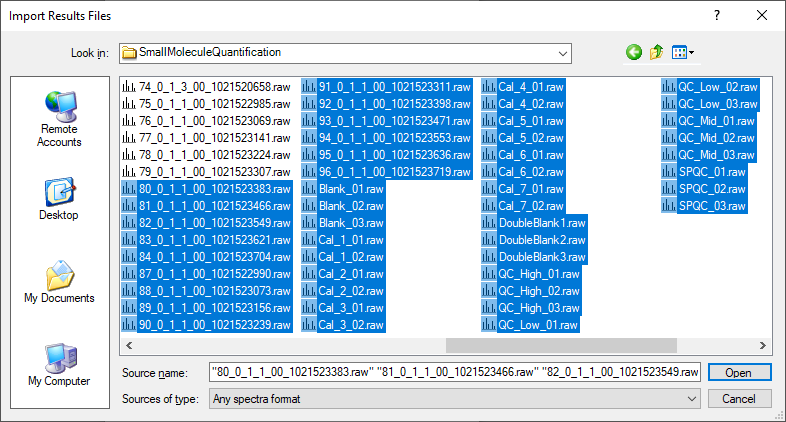 Import Results Files
Look in: SmallMoleculeQuantification
Remote Accounts
Desktop
My Documents
My Computer
74_0_1_3_00_1021520658.raw
75_0_1_1_00_1021522985.raw
76_0_1_1_00_1021523069.raw
77_0_1_1_00_1021523141.raw
78_0_1_1_00_1021523224.raw
79_0_1_1_00_1021523307.raw
80_0_1_1_00_1021523383.raw
81_0_1_1_00_1021523466.raw
82_0_1_1_00_1021523549.raw
83_0_1_1_00_1021523621.raw
84_0_1_1_00_1021523704.raw
87_0_1_1_00_1021522990.raw
88_0_1_1_00_1021523073.raw
89_0_1_1_00_1021523156.raw
90_0_1_1_00_1021523239.raw
91_0_1_1_00_1021523311.raw
92_0_1_1_00_1021523398.raw
93_0_1_1_00_1021523471.raw
94_0_1_1_00_1021523553.raw
95_0_1_1_00_1021523636.raw
96_0_1_1_00_1021523719.raw
Blank_01.raw
Blank_02.raw
Blank_03.raw
Cal_1_01.raw
Cal_1_02.raw
Cal_2_01.raw
Cal_2_02.raw
Cal_3_01.raw
Cal_3_02.raw
Cal_4_01.raw
Cal_4_02.raw
Cal_5_01.raw
Cal_5_02.raw
Cal_6_01.raw
Cal_6_02.raw
Cal_7_01.raw
Cal_7_02.raw
DoubleBlank1.raw
DoubleBlank2.raw
DoubleBlank3.raw
QC_High_01.raw
QC_High_02.raw
QC_High_03.raw
QC_Low_01.raw
QC_Low_02.raw
QC_Low_03.raw
QC_Mid_01.raw
QC_Mid_02.raw
QC_Mid_03.raw
SPQC_01.raw
SPQC_02.raw
SPQC_03.raw
Source name: "80_0_1_1_00_1021523383.raw" "81_0_1_1_00_1021523466.raw" "82_0_1_1_00_1021523549.raw Open
Sources of type: Any spectra format Cancel